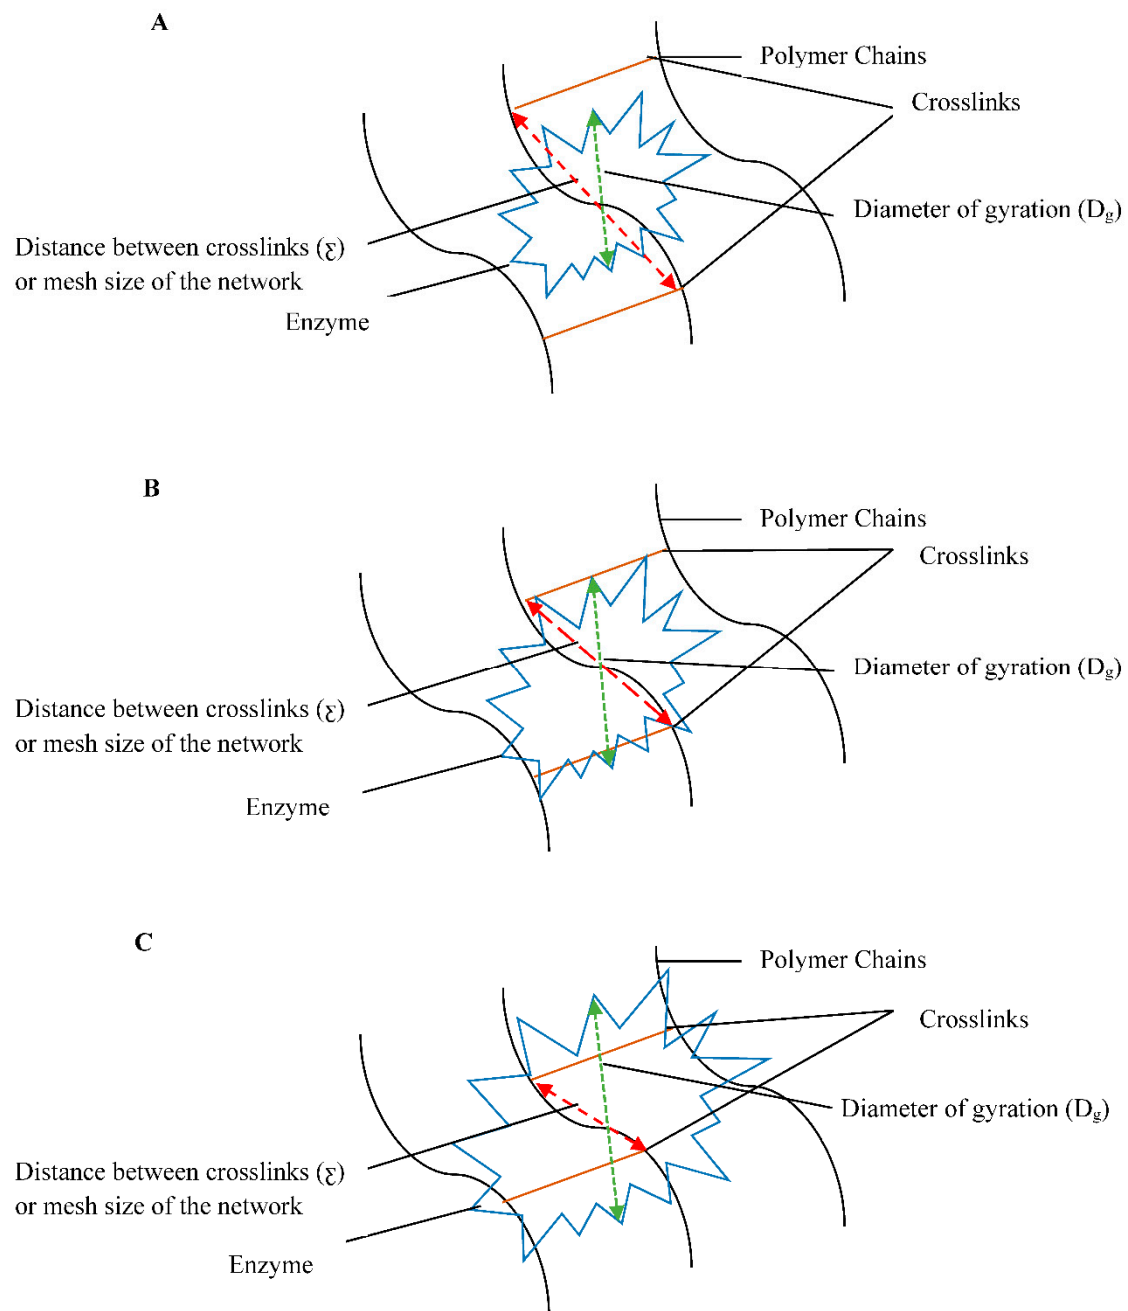 A
Polymer Chains
Crosslinks
Diameter of gyration (Dg)
Distance between crosslinks (ƹ)
or mesh size of the network
Enzyme
B
Polymer Chains
Crosslinks
Diameter of gyration (Dg)
Distance between crosslinks (ƹ)
or mesh size of the network
Enzyme
C
Polymer Chains
Crosslinks
Diameter of gyration (Dg)
Distance between crosslinks (ƹ)
or mesh size of the network
Enzyme